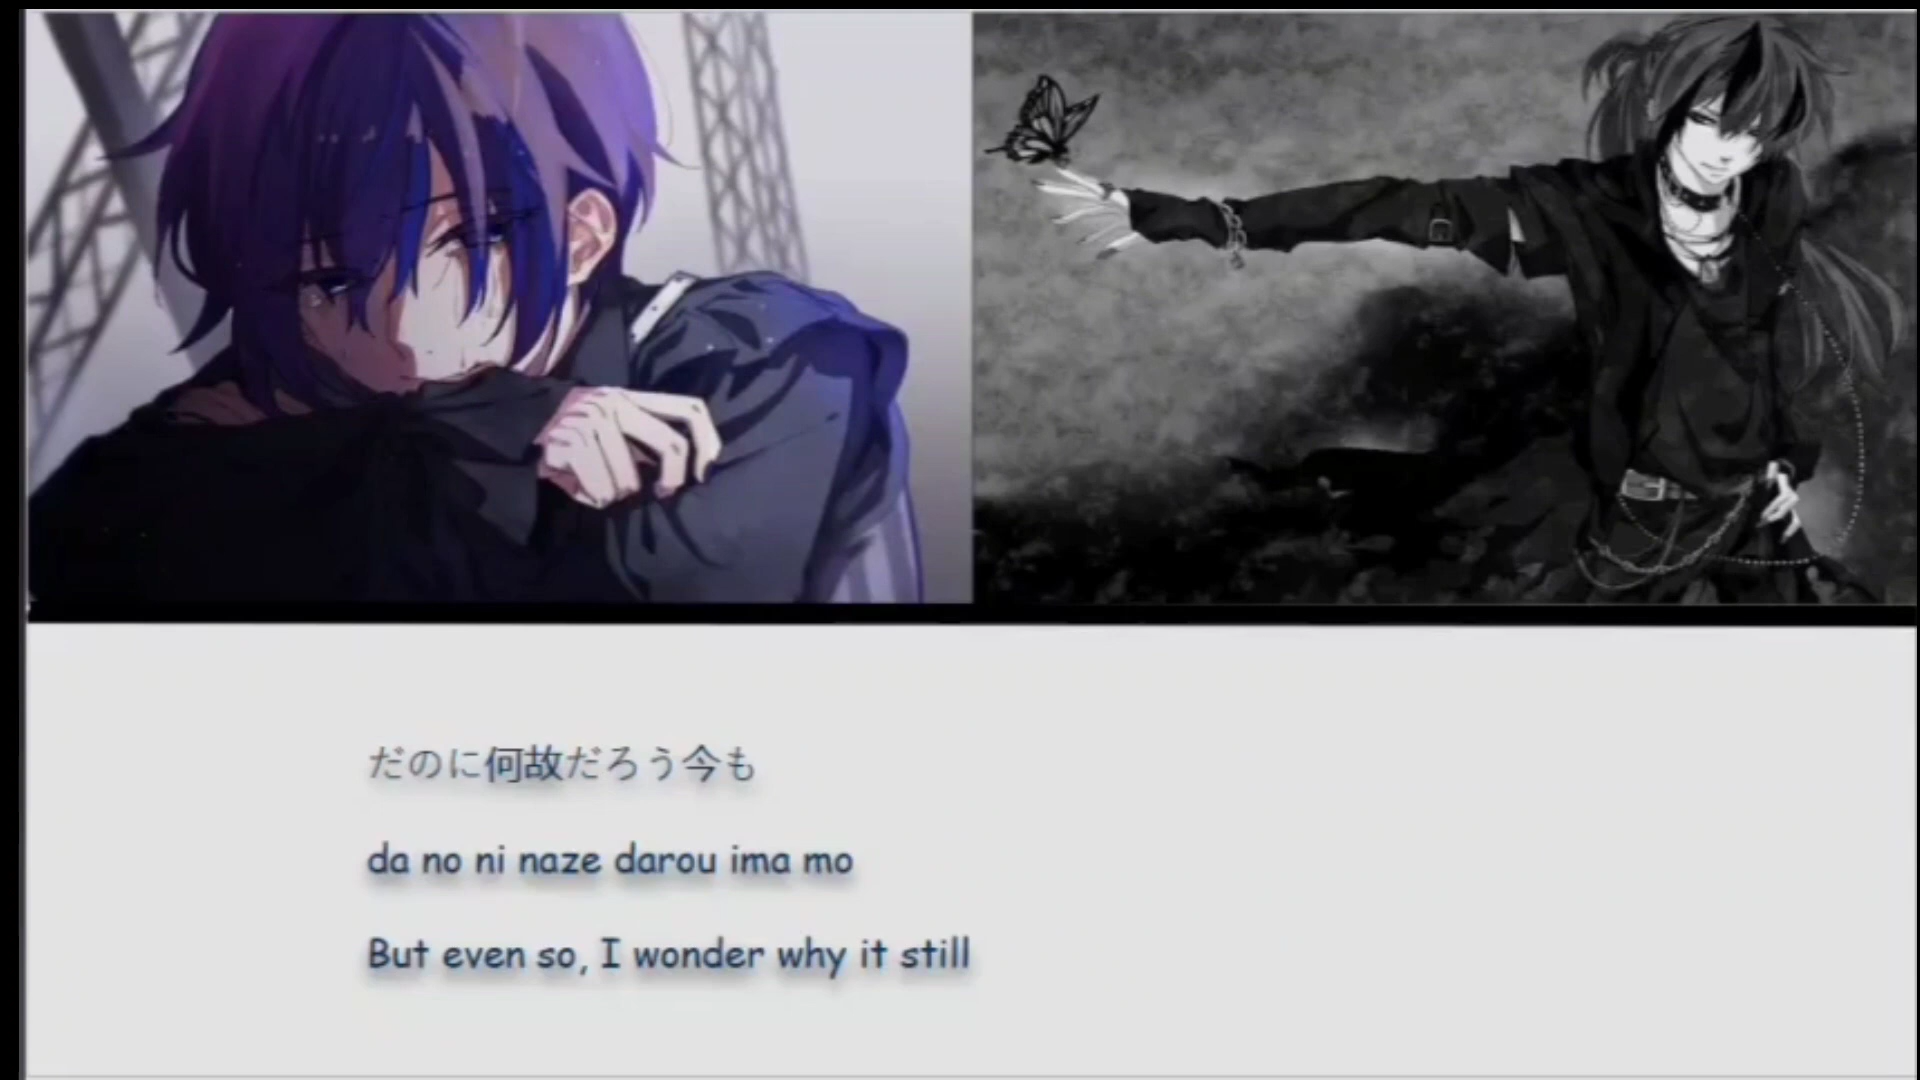 だのに何故だろう今も
da no ni naze darou ima mo
But even so, I wonder why it still